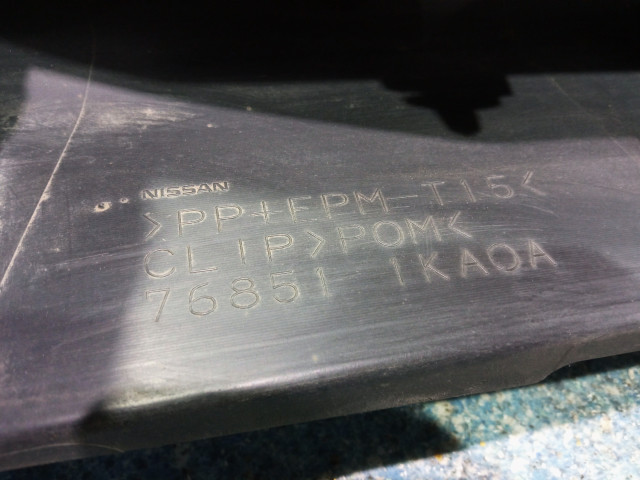 NISSAN
>PP+EPM-T15<
CLIP>POM<
76851 1KA0A